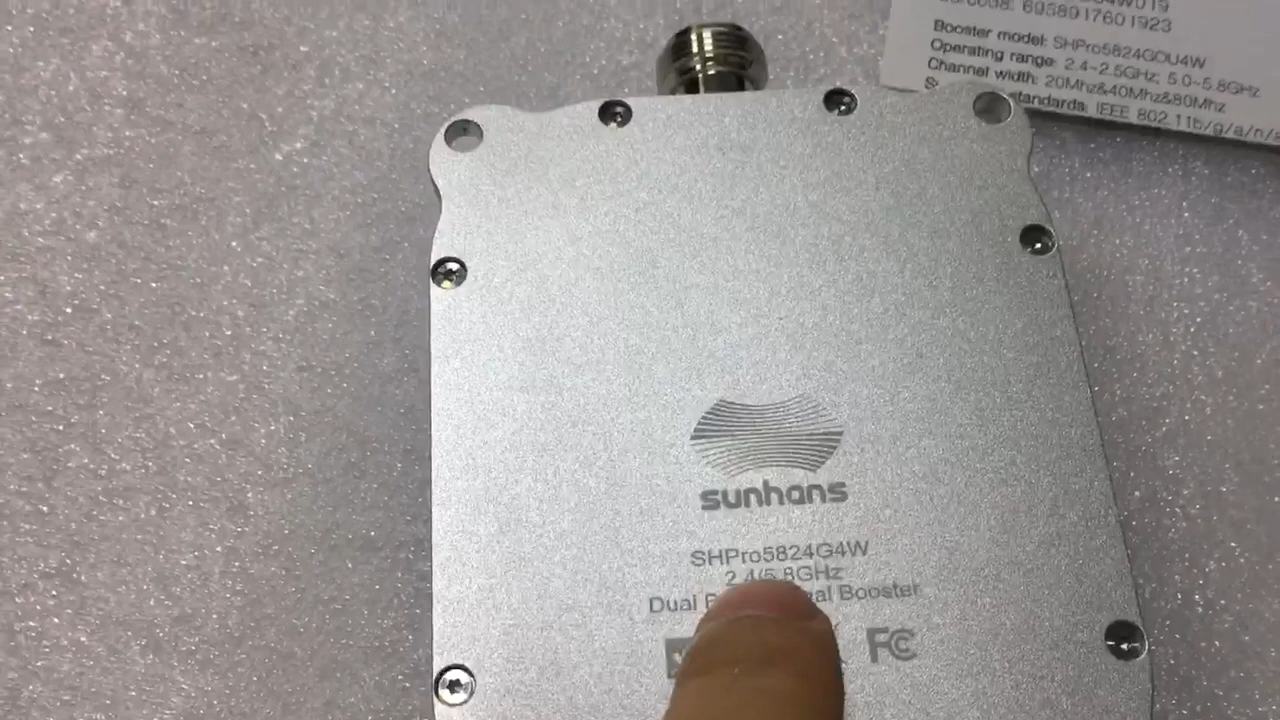 6958917601923
Booster model: SHPro5824GOU4W
Operating range: 2.4~2.5GHz; 5.0~5.8GHz
Channel width: 20Mhz&40Mhz&80Mhz
standards: IEEE 802.11b/g/a/n/
sunhans
SHPro5824G4W
2.4/5.8GHz
Dual Booster
FC